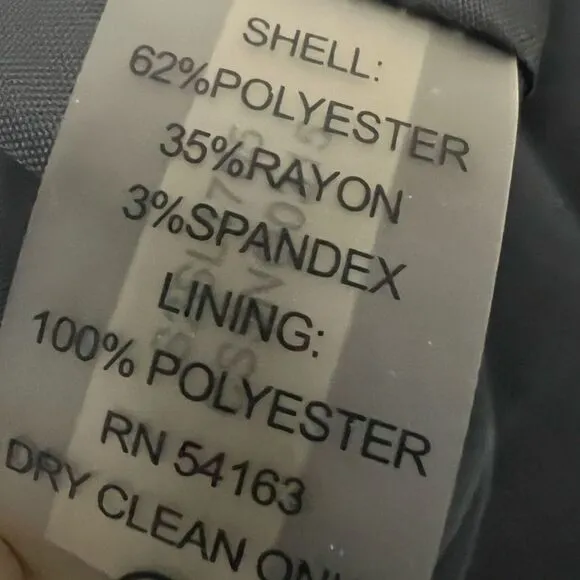 SHELL:
62%POLYESTER
35%RAYON
3%SPANDEX
LINING:
100% POLYESTER
RN 54163
DRY CLEAN